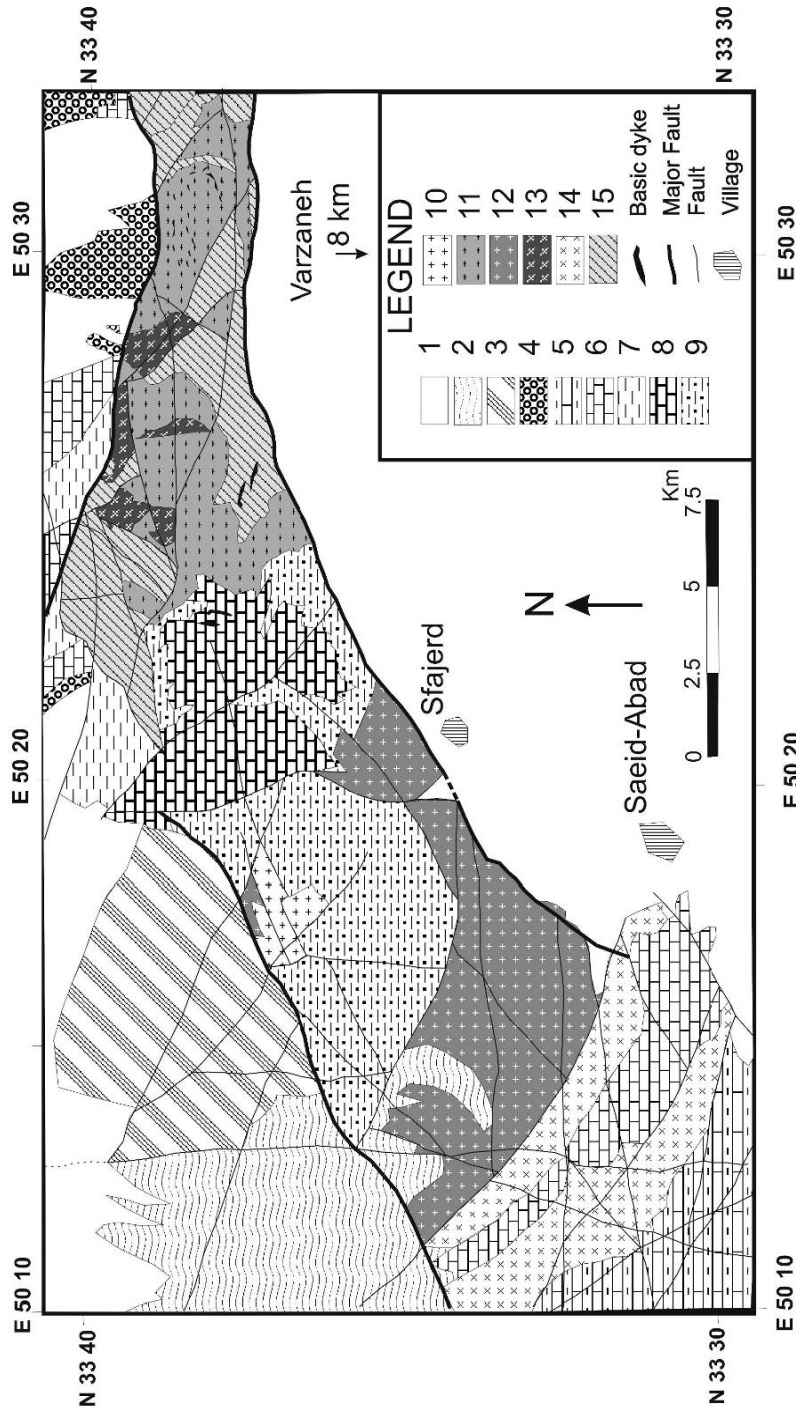 N 33 40
N 33 30
E 50 30
E 50 30
E 50 20
E 50 20
E 50 10
E 50 10
N 33 40
N 33 30
Varzaneh
8 km
Sfajerd
Saeid-Abad
N
0 2.5 5 7.5
Km
LEGEND
1
2
3
4
5
6
7
8
9
10
11
12
13
14
15
Basic dyke
Major Fault
Fault
Village